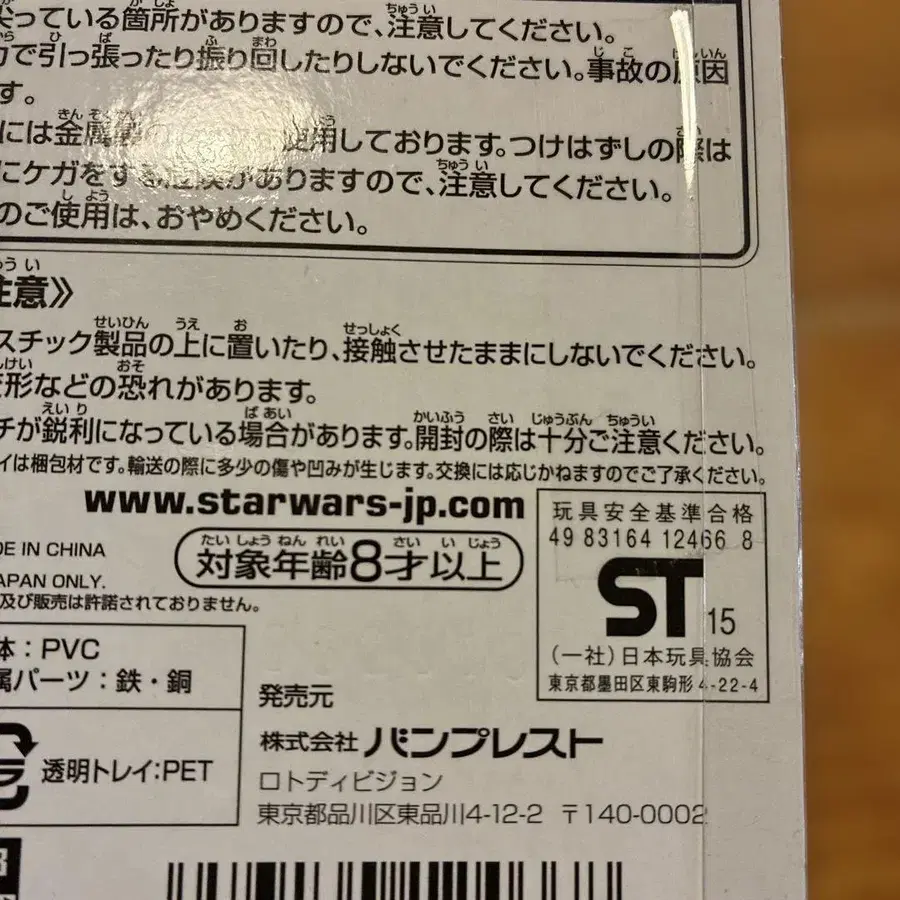 尖っている箇所がありますので、注意してください。
で引っ張ったり振り回したりしないでください。事故の原因
す。
には金属製の 使用しております。つけはずしの際は
にケガをする危険がありますので、注意してください。
のご使用は、おやめください。
注意》
スチック製品の上に置いたり、接触させたままにしないでください。
変形などの恐れがあります。
チが鋭利になっている場合があります。開封の際は十分ご注意ください。
イは梱包材です。輸送の際に多少の傷や凹みが生じます。交換には応じかねますのでご了承ください。
www.starwars-jp.com
DE IN CHINA
JAPAN ONLY.
及び販売は許諾されておりません。
対象年齢8才以上
玩具安全基準合格
49 83164 12466 8
ST 15
(一社)日本玩具協会
東京都墨田区東駒形4-22-4
体：PVC
属パーツ：鉄・銅
透明トレイ:PET
発売元
株式会社 バンプレスト
ロトディビジョン
東京都品川区東品川4-12-2 〒140-0002